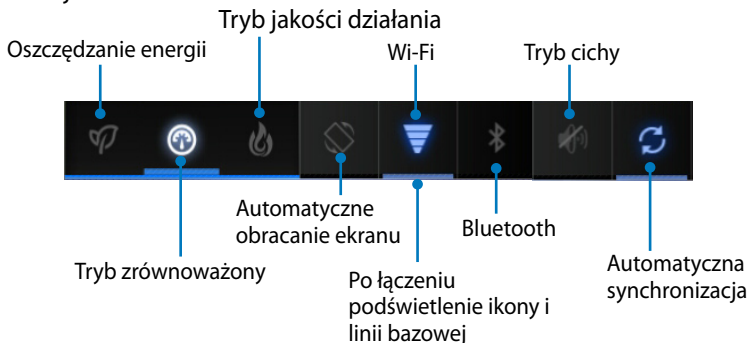 Tryb jakości działania
Oszczędzanie energii
Wi-Fi
Tryb cichy
Automatyczne
obracanie ekranu
Bluetooth
Tryb zrównoważony
Po łączeniu
podświetlenie ikony i
linii bazowej
Automatyczna
synchronizacja